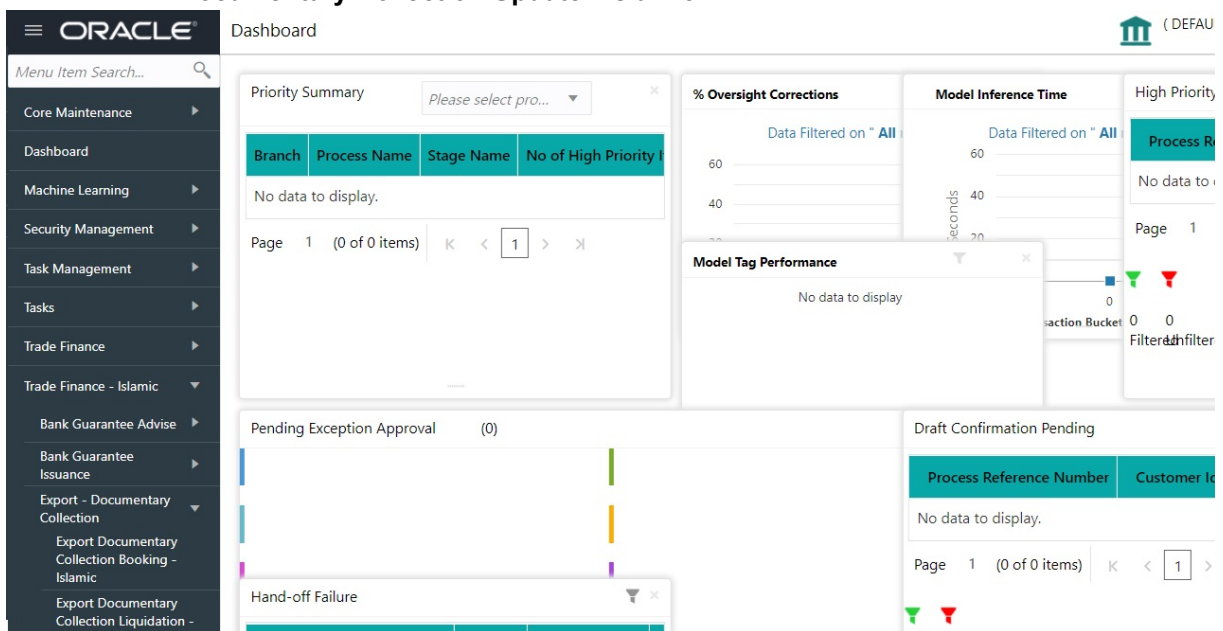 ORACLE
Dashboard
( DEFAU
Menu Item Search...
Core Maintenance
Dashboard
Machine Learning
Security Management
Task Management
Tasks
Trade Finance
Trade Finance - Islamic
Bank Guarantee Advise
Bank Guarantee
Issuance
Export - Documentary
Collection
Export Documentary
Collection Booking -
Islamic
Export Documentary
Collection Liquidation -
Priority Summary
Please select pro...
Branch Process Name Stage Name No of High Priority I
No data to display.
Page 1 (0 of 0 items) 1
% Oversight Corrections
Data Filtered on " All
60
40
Model Inference Time
Data Filtered on " All
60
40
20
Seconds
0
saction Bucket
Model Tag Performance
No data to display
High Priority
Process R
No data to
Page 1
0 0
Filtered Unfilter
Pending Exception Approval (0)
Draft Confirmation Pending
Process Reference Number Customer Id
No data to display.
Page 1 (0 of 0 items) 1
Hand-off Failure